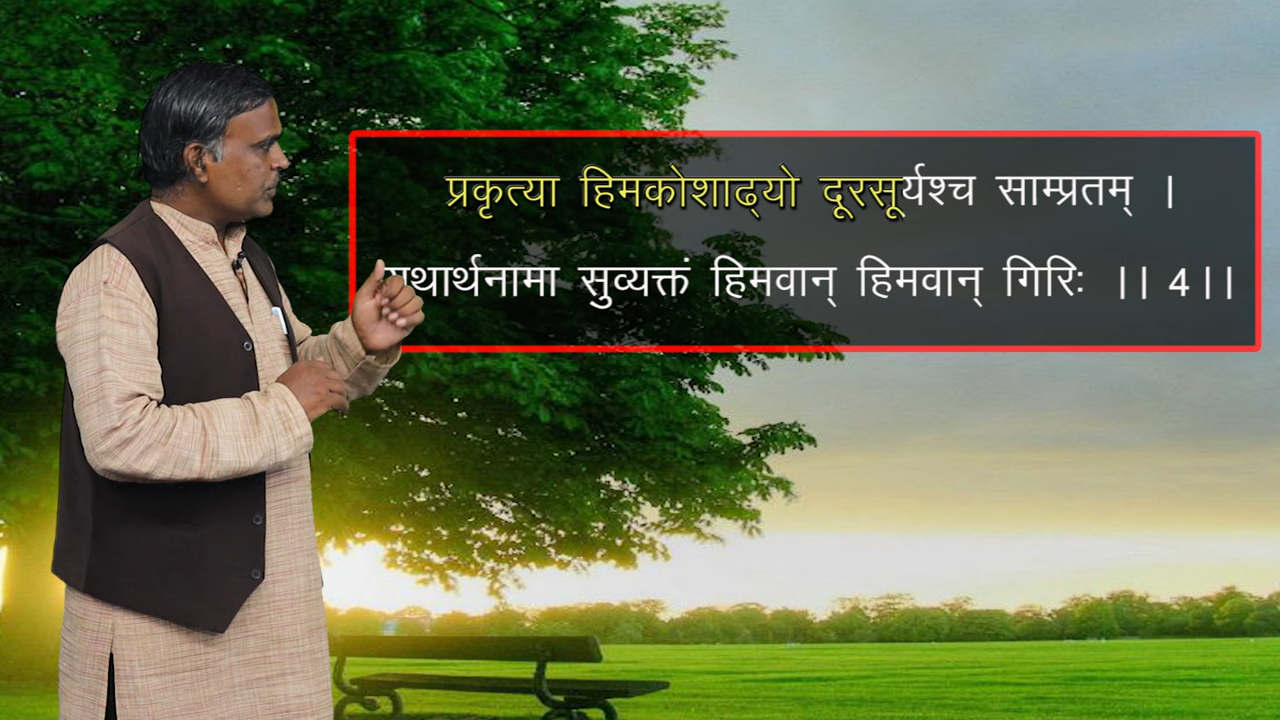 प्रकृत्या हिमकोशाढ्यो दूरसूर्यश्च साम्प्रतम् ।
सुव्यक्तं हिमवान् हिमवान् गिरिः ।। 4 ।।